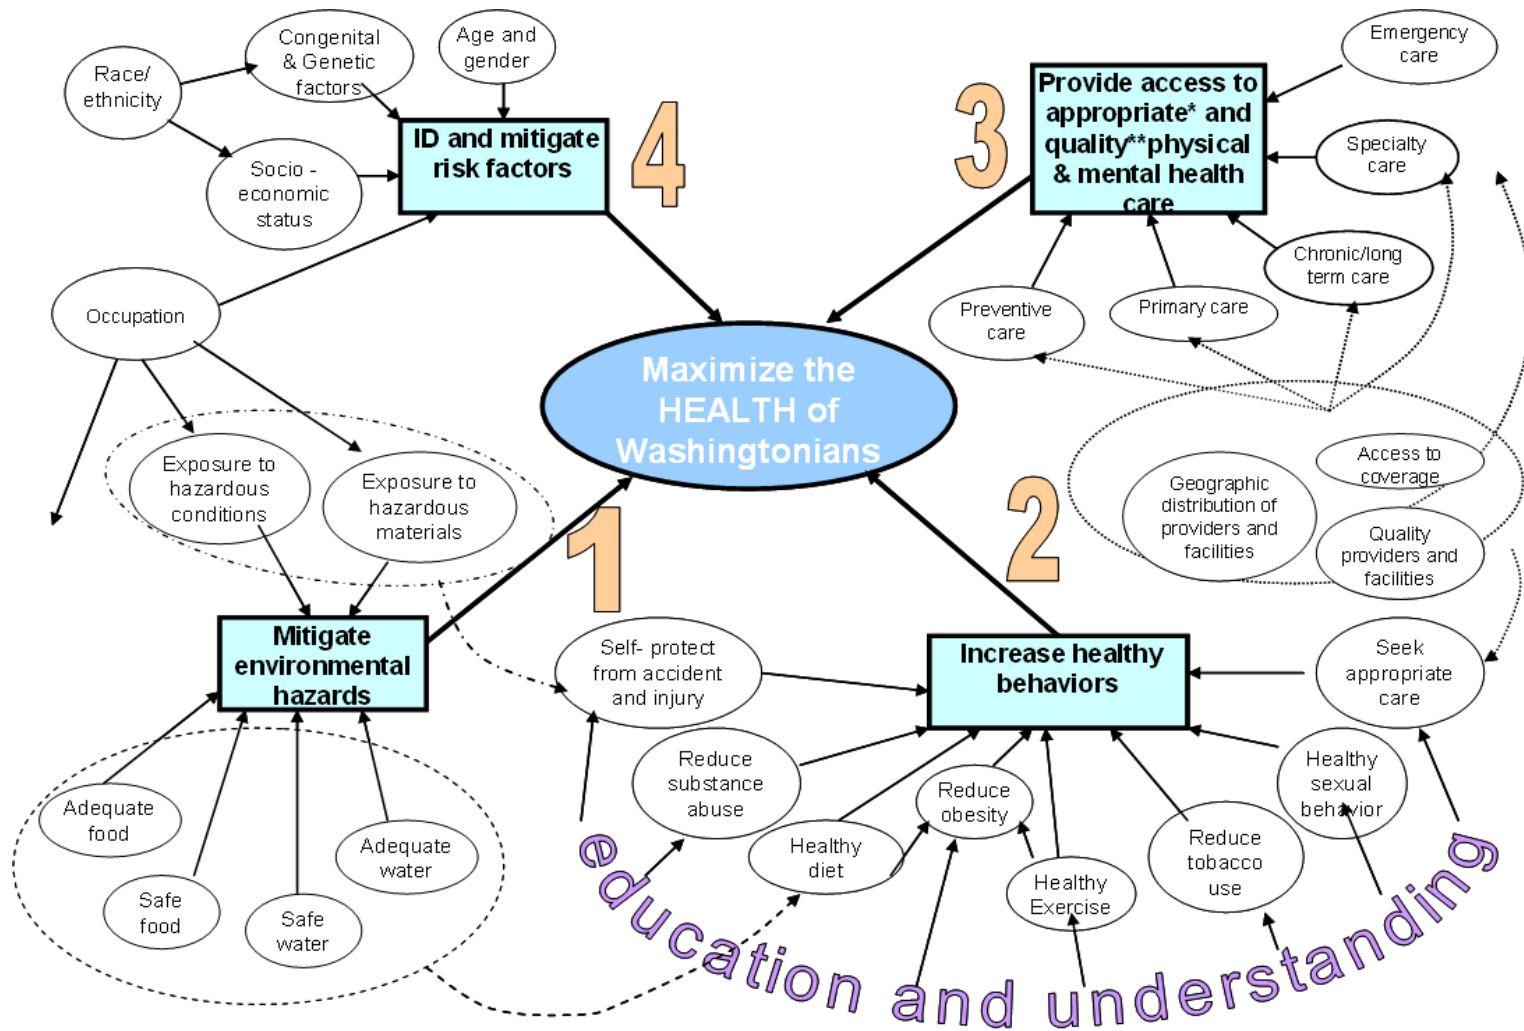 Race/
ethnicity
Congenital
& Genetic
factors
Age and
gender
Socio -
economic
status
ID and mitigate
risk factors
4
3
Provide access to
appropriate* and
quality**physical
& mental health
care
Emergency
care
Specialty
care
Chronic/long
term care
Primary care
Preventive
care
Occupation
Maximize the
HEALTH of
Washingtonians
Exposure to
hazardous
conditions
Exposure to
hazardous
materials
Access to
coverage
Geographic
distribution of
providers and
facilities
Quality
providers and
facilities
1
2
Mitigate
environmental
hazards
Self- protect
from accident
and injury
Increase healthy
behaviors
Seek
appropriate
care
Adequate
food
Safe
food
Safe
water
Adequate
water
Reduce
substance
abuse
Healthy
diet
Reduce
obesity
Healthy
Exercise
Reduce
tobacco
use
Healthy
sexual
behavior
education and understanding